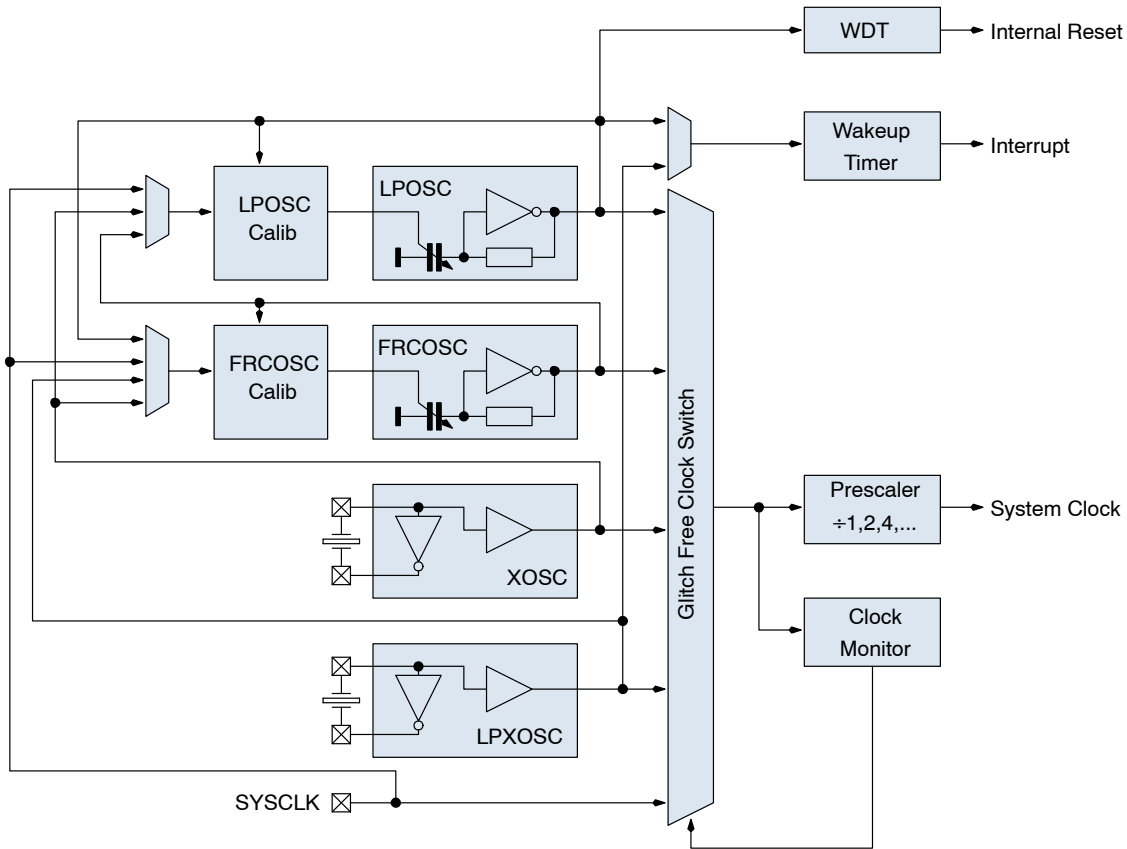 WDT
Internal Reset
Wakeup
Timer
Interrupt
LPOSC
Calib
LPOSC
FRCOSC
Calib
FRCOSC
Glitch Free Clock Switch
Prescaler
÷1,2,4,...
System Clock
XOSC
Clock
Monitor
LPXOSC
SYSCLK